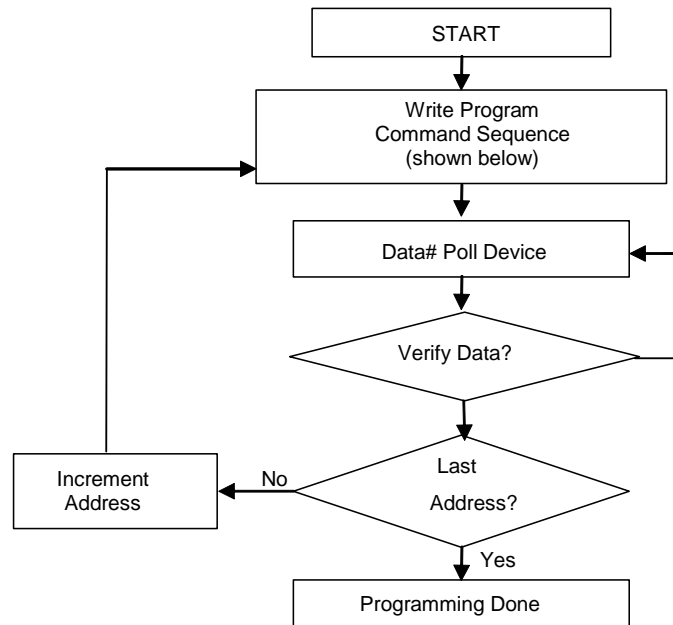 START
Write Program
Command Sequence
(shown below)
Data# Poll Device
Verify Data?
Last
Address?
No
Increment
Address
Yes
Programming Done